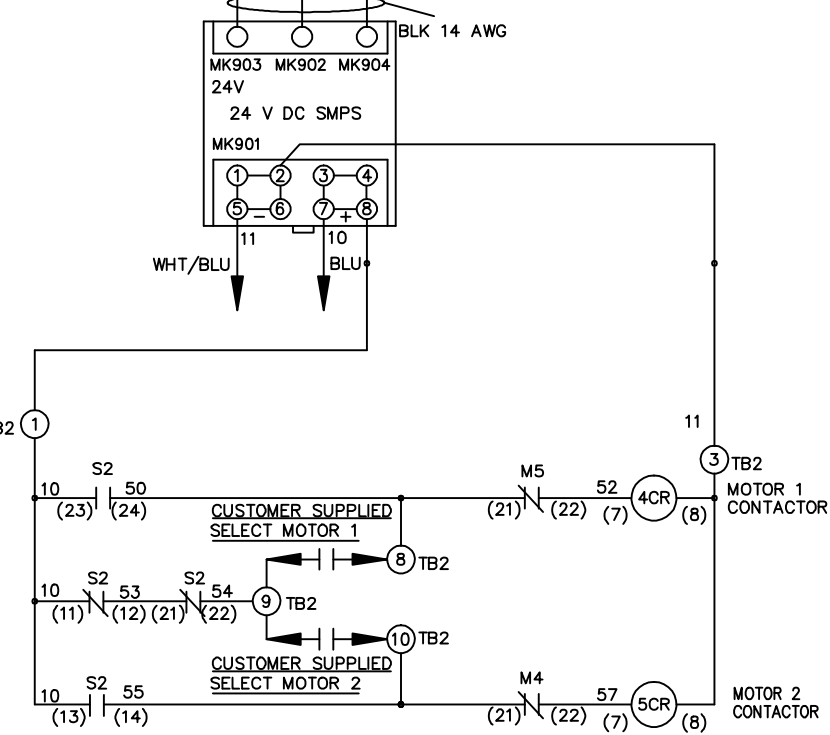 BLK 14 AWG
MK903 MK902 MK904
24V
24 V DC SMPS
MK901
1 2 3 4
5 - 6 7 + 8
11 10
WHT/BLU BLU
B2 1
11
3 TB2
S2 M5
10 50 52 4CR MOTOR 1
(23) (24) (21) (22) (7) (8) CONTACTOR
CUSTOMER SUPPLIED
SELECT MOTOR 1
8 TB2
S2 S2
10 53 54 9 TB2
(11) (12) (21) (22)
10 TB2
CUSTOMER SUPPLIED
SELECT MOTOR 2
S2 M4
10 55 57 5CR MOTOR 2
(13) (14) (21) (22) (7) (8) CONTACTOR